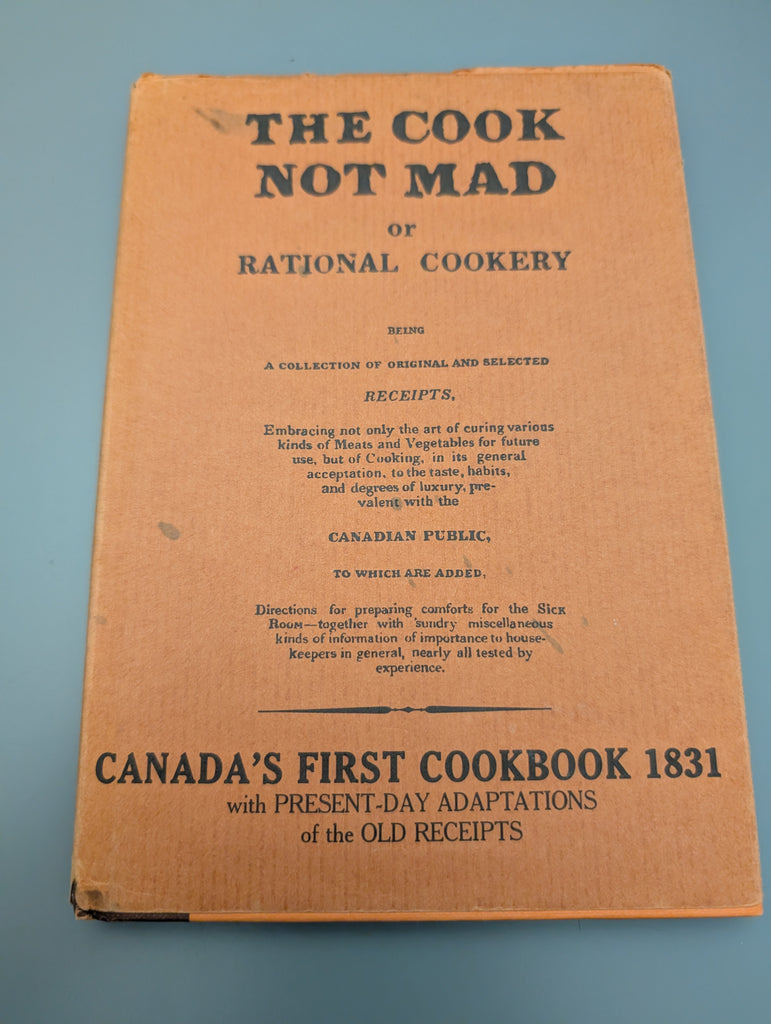 THE COOK
NOT MAD
or
RATIONAL COOKERY
BEING
A COLLECTION OF ORIGINAL AND SELECTED
RECEIPTS,
Embracing not only the art of curing various
kinds of Meats and Vegetables for future
use, but of Cooking, in its general
acceptation, to the taste, habits,
and degrees of luxury, pre-
valent with the
CANADIAN PUBLIC,
TO WHICH ARE ADDED,
Directions for preparing comforts for the SICK
ROOM—together with sundry miscellaneous
kinds of information of importance to house-
keepers in general, nearly all tested by
experience.
CANADA'S FIRST COOKBOOK 1831
with PRESENT-DAY ADAPTATIONS
of the OLD RECEIPTS